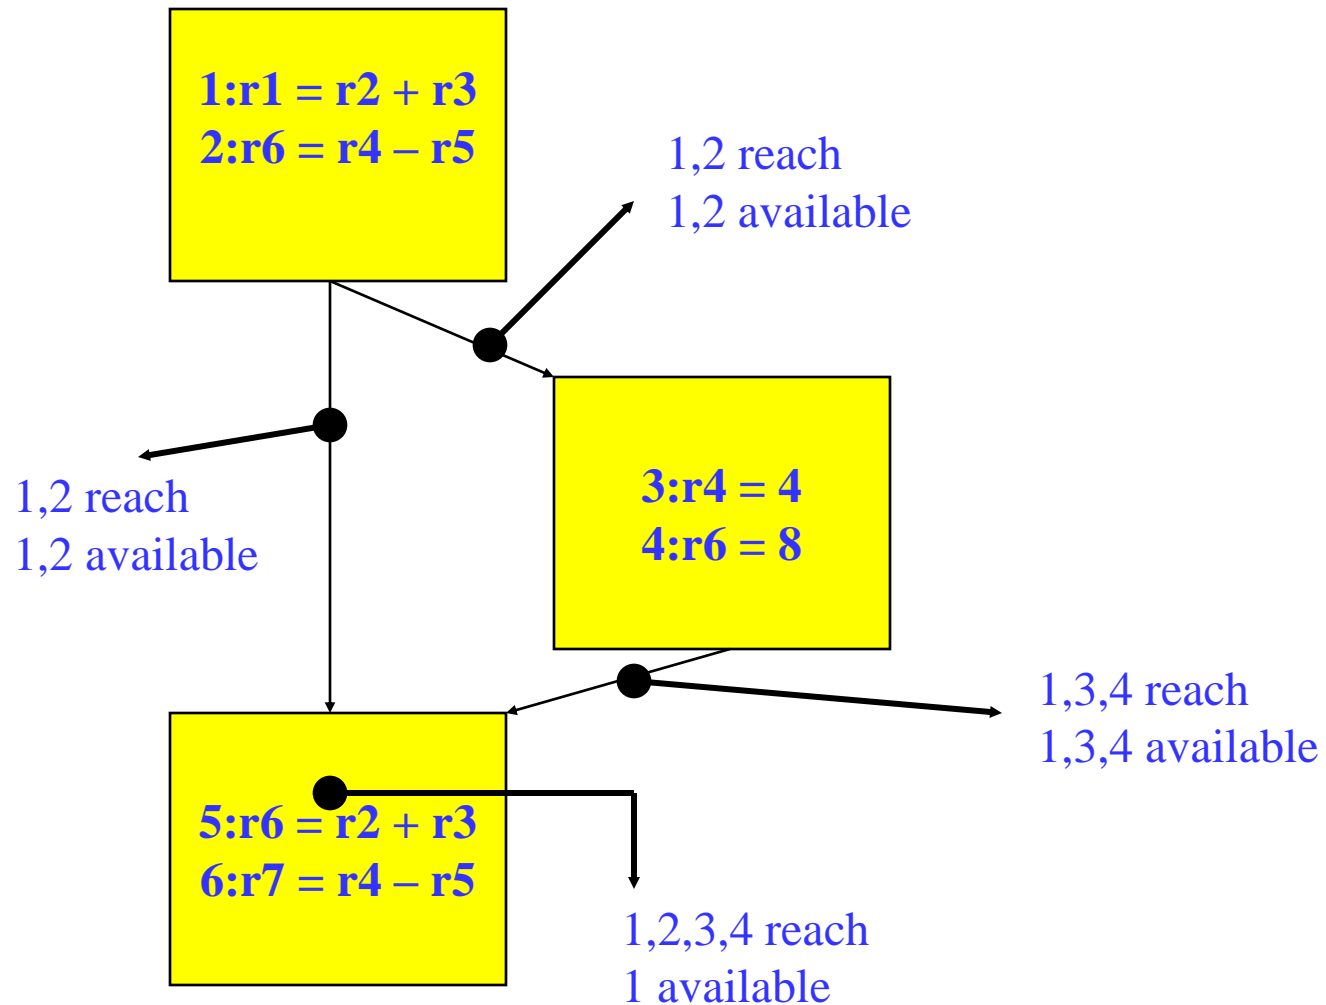 1:r1 = r2 + r3
2:r6 = r4 – r5
1,2 reach
1,2 available
1,2 reach
1,2 available
3:r4 = 4
4:r6 = 8
1,3,4 reach
1,3,4 available
5:r6 = r2 + r3
6:r7 = r4 – r5
1,2,3,4 reach
1 available